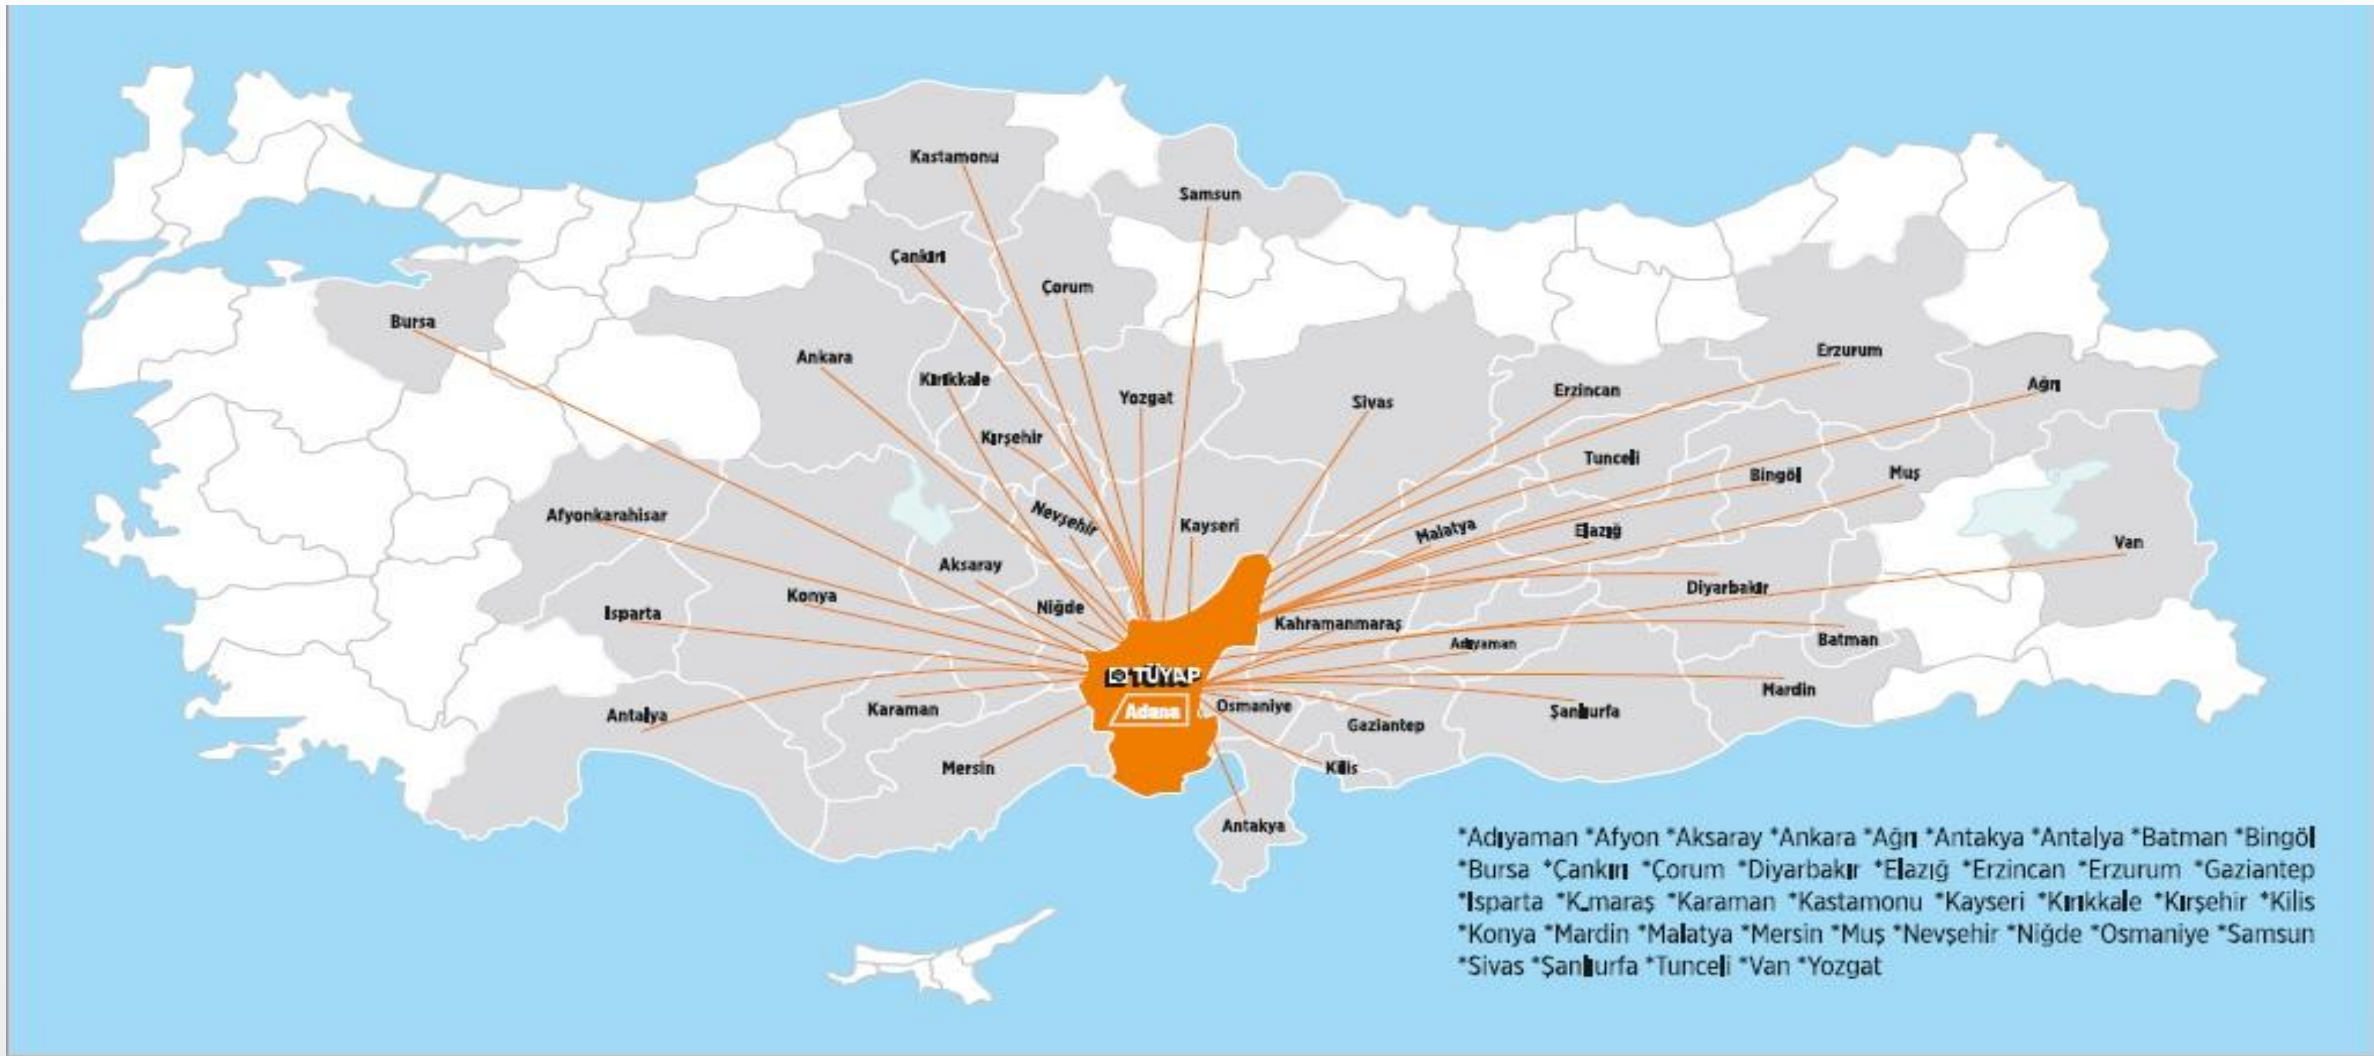 Kastamonu
Samsun
Çankırı
Çorum
Bursa
Ankara
Kırıkkale
Yozgat
Sivas
Erzincan
Erzurum
Ağrı
Kırşehir
Tunceli
Bingöl
Muş
Afyonkarahisar
Nevşehir
Kayseri
Malatya
Elazığ
Van
Aksaray
Konya
Niğde
Diyarbakır
Isparta
Kahramanmaraş
Adıyaman
Batman
TÜYAP
Adana
Antalya
Karaman
Osmaniye
Gaziantep
Şanlıurfa
Mardin
Mersin
Kilis
Antakya
*Adıyaman *Afyon *Aksaray *Ankara *Ağrı *Antakya *Antalya *Batman *Bingöl
*Bursa *Çankırı *Çorum *Diyarbakır *Elazığ *Erzincan *Erzurum *Gaziantep
*Isparta *K.maraş *Karaman *Kastamonu *Kayseri *Kırıkkale *Kırşehir *Kilis
*Konya *Mardin *Malatya *Mersin *Muş *Nevşehir *Niğde *Osmaniye *Samsun
*Sivas *Şanlıurfa *Tunceli *Van *Yozgat